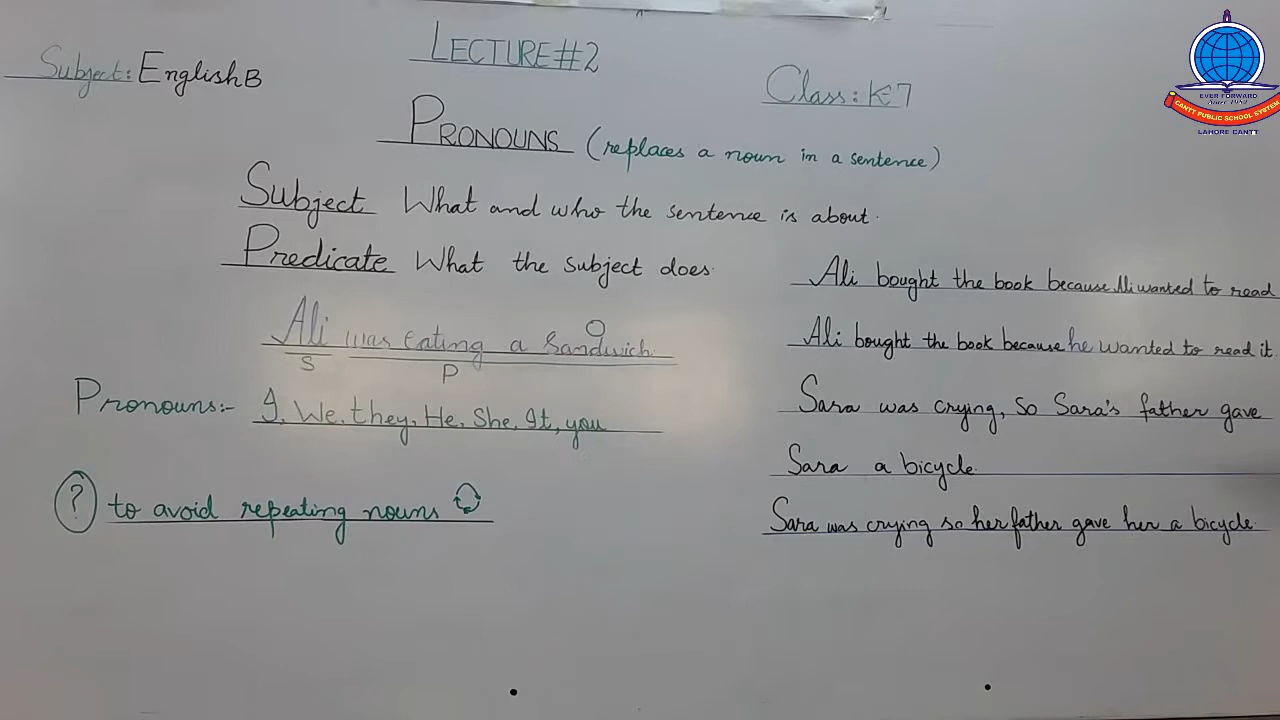 LECTURE#2
Subject: English B
Class: K-7
PRONOUNS (replaces a noun in a sentence)
Subject What and who the sentence is about.
Predicate What the subject does.
Ali was eating a sandwich.
S
P
Pronouns:- I, We, they, He, She, It, you
? to avoid repeating nouns
Ali bought the book because Ali wanted to read
Ali bought the book because he wanted to read it
Sara was crying, so Sara's father gave
Sara a bicycle.
Sara was crying so her father gave her a bicycle.
EVER FORWARD
CANTT PUBLIC SCHOOL SYSTEM
LAHORE CANTT